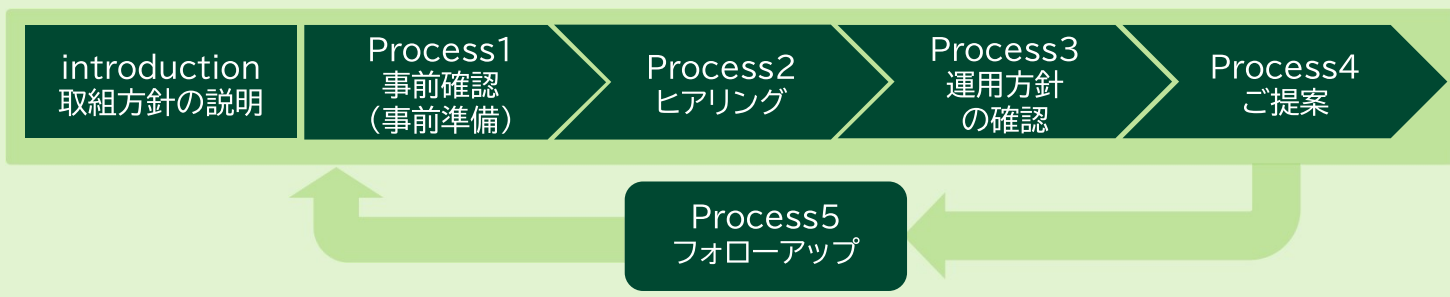 introduction
取組方針の説明
Process1
事前確認
（事前準備）
Process2
ヒアリング
Process3
運用方針
の確認
Process4
ご提案
Process5
フォローアップ